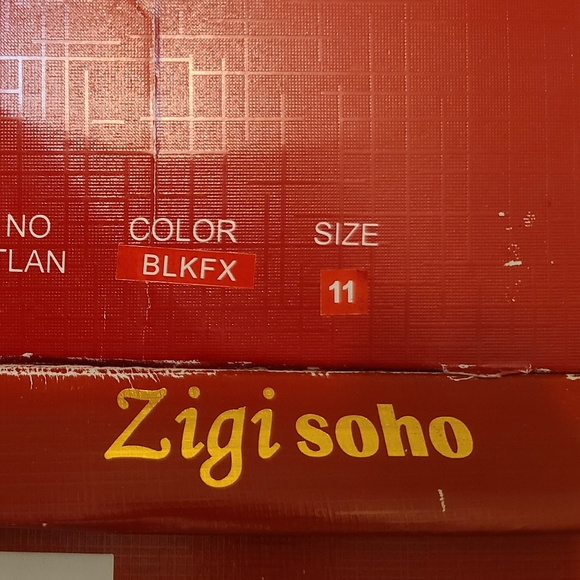 NO COLOR SIZE
TLAN BLKFX 11
Zigi soho